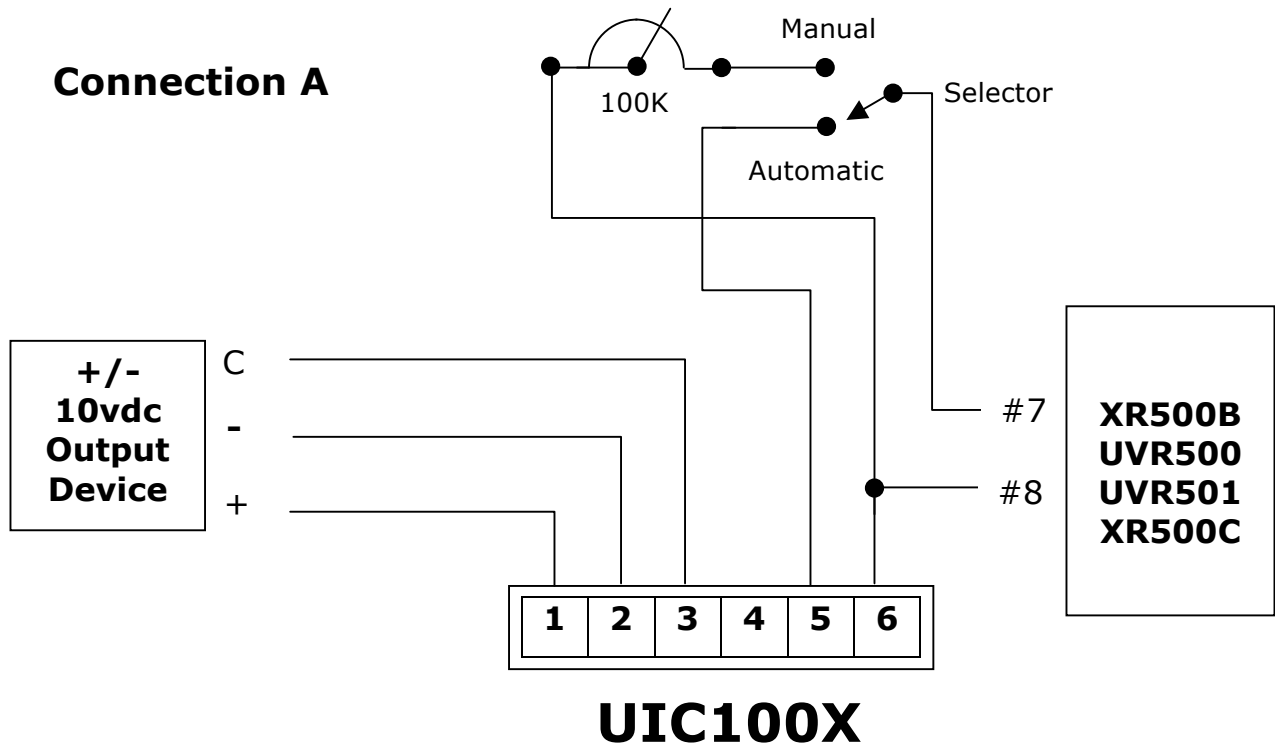 Connection A
Manual
100K
Selector
Automatic
+/-
10vdc
Output
Device
C
-
+
#7
#8
XR500B
UVR500
UVR501
XR500C
1 2 3 4 5 6
UIC100X